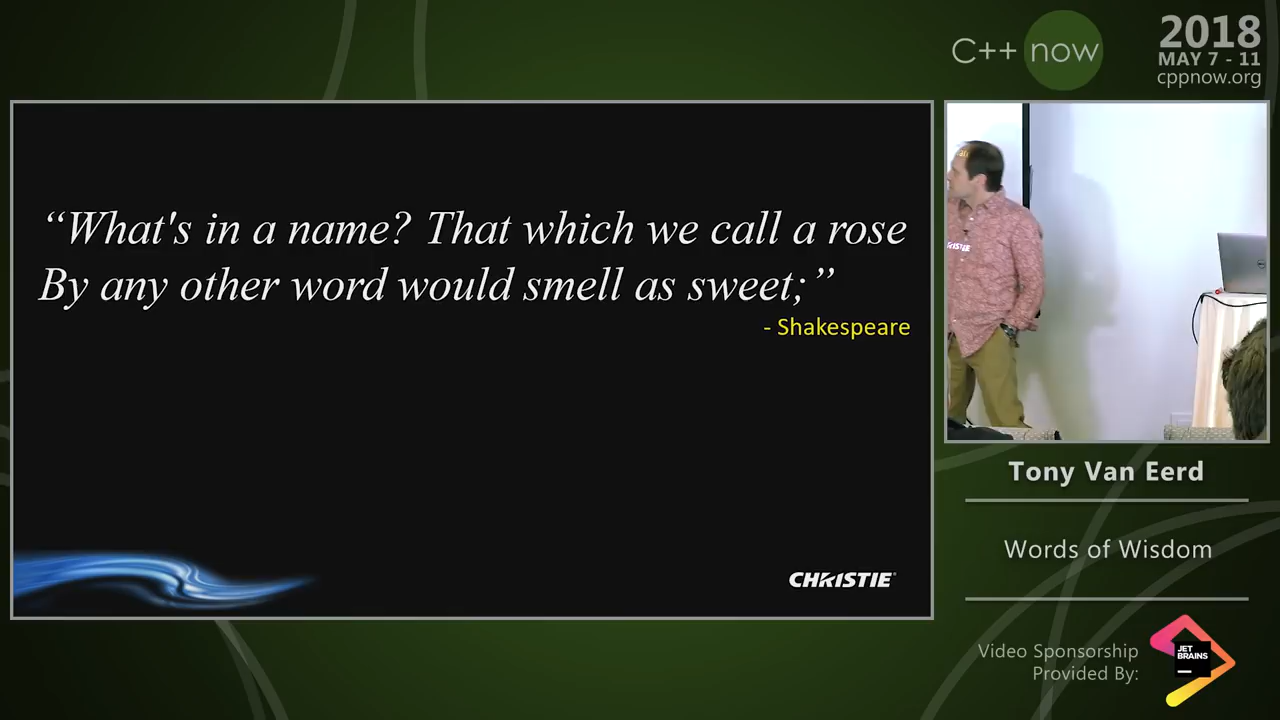 C++ now
2018
MAY 7 - 11
cppnow.org
“What's in a name? That which we call a rose
By any other word would smell as sweet;”
- Shakespeare
CHRISTIE
Tony Van Eerd
Words of Wisdom
Video Sponsorship
Provided By:
JET
BRAINS